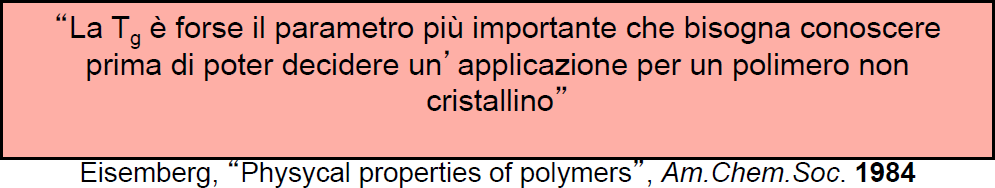 “La Tg è forse il parametro più importante che bisogna conoscere
prima di poter decidere un’ applicazione per un polimero non
cristallino”
Eisemberg, “Physycal properties of polymers”, Am.Chem.Soc. 1984